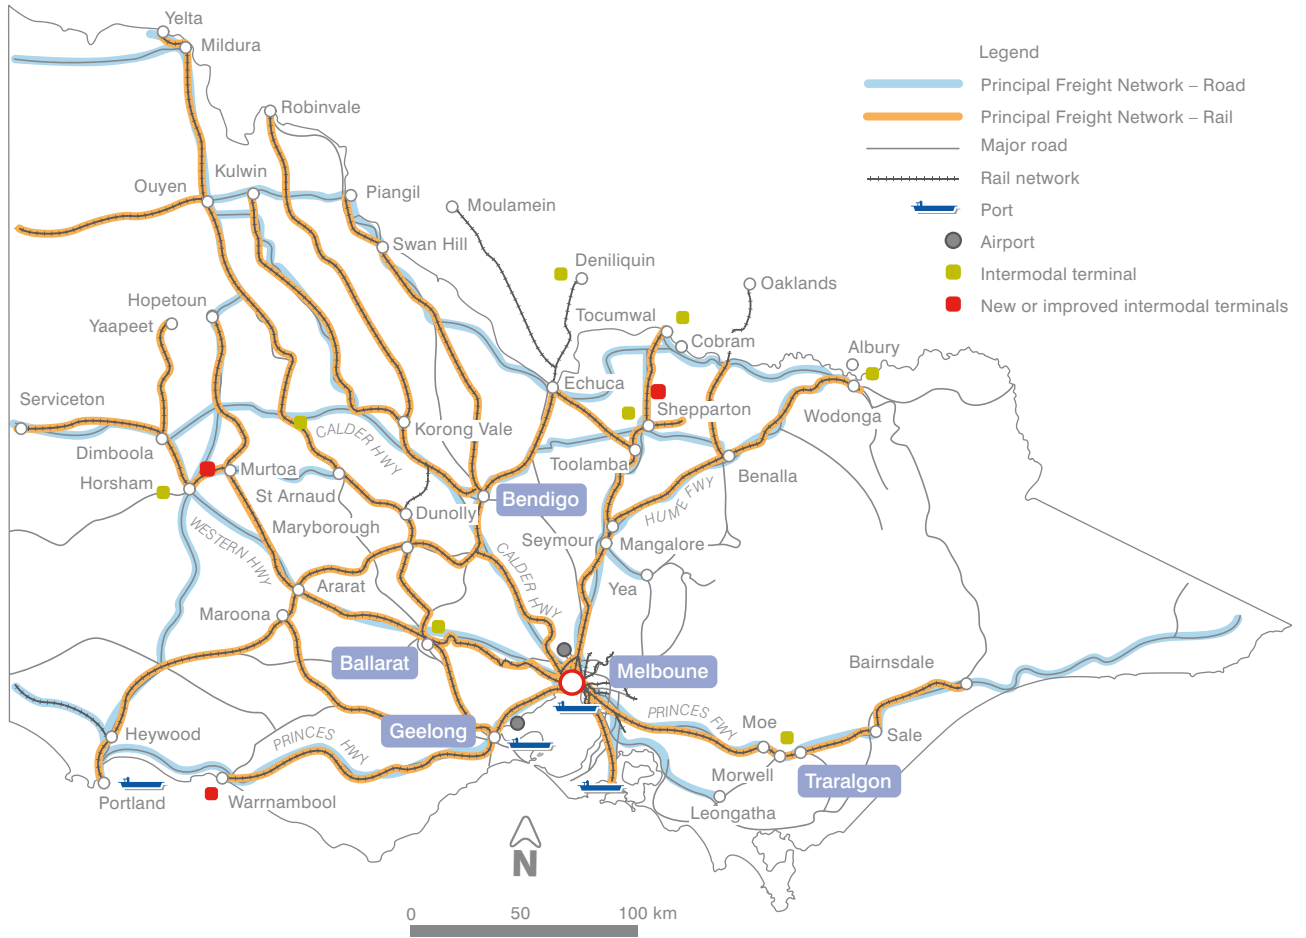 Yelta
Mildura
Legend
Principal Freight Network – Road
Robinvale
Principal Freight Network – Rail
Major road
Kulwin
Rail network
Ouyen
Piangil
Moulamein
Port
Swan Hill
Airport
Deniliquin
Intermodal terminal
Oaklands
Hopetoun
New or improved intermodal terminals
Yaapeet
Tocumwal
Cobram
Albury
Echuca
Serviceton
Shepparton
Wodonga
Korong Vale
CALDER HWY
Dimboola
Toolamba
Murtoa
Benalla
Horsham
St Arnaud
Bendigo
HUME FWY
Dunolly
WESTERN HWY
Maryborough
Seymour
Mangalore
CALDER HWY
Ararat
Yea
Maroona
Ballarat
Melboune
Bairnsdale
PRINCES FWY
Moe
Heywood
Geelong
Sale
PRINCES HWY
Morwell
Traralgon
Portland
Warrnambool
Leongatha
N
0 50 100 km